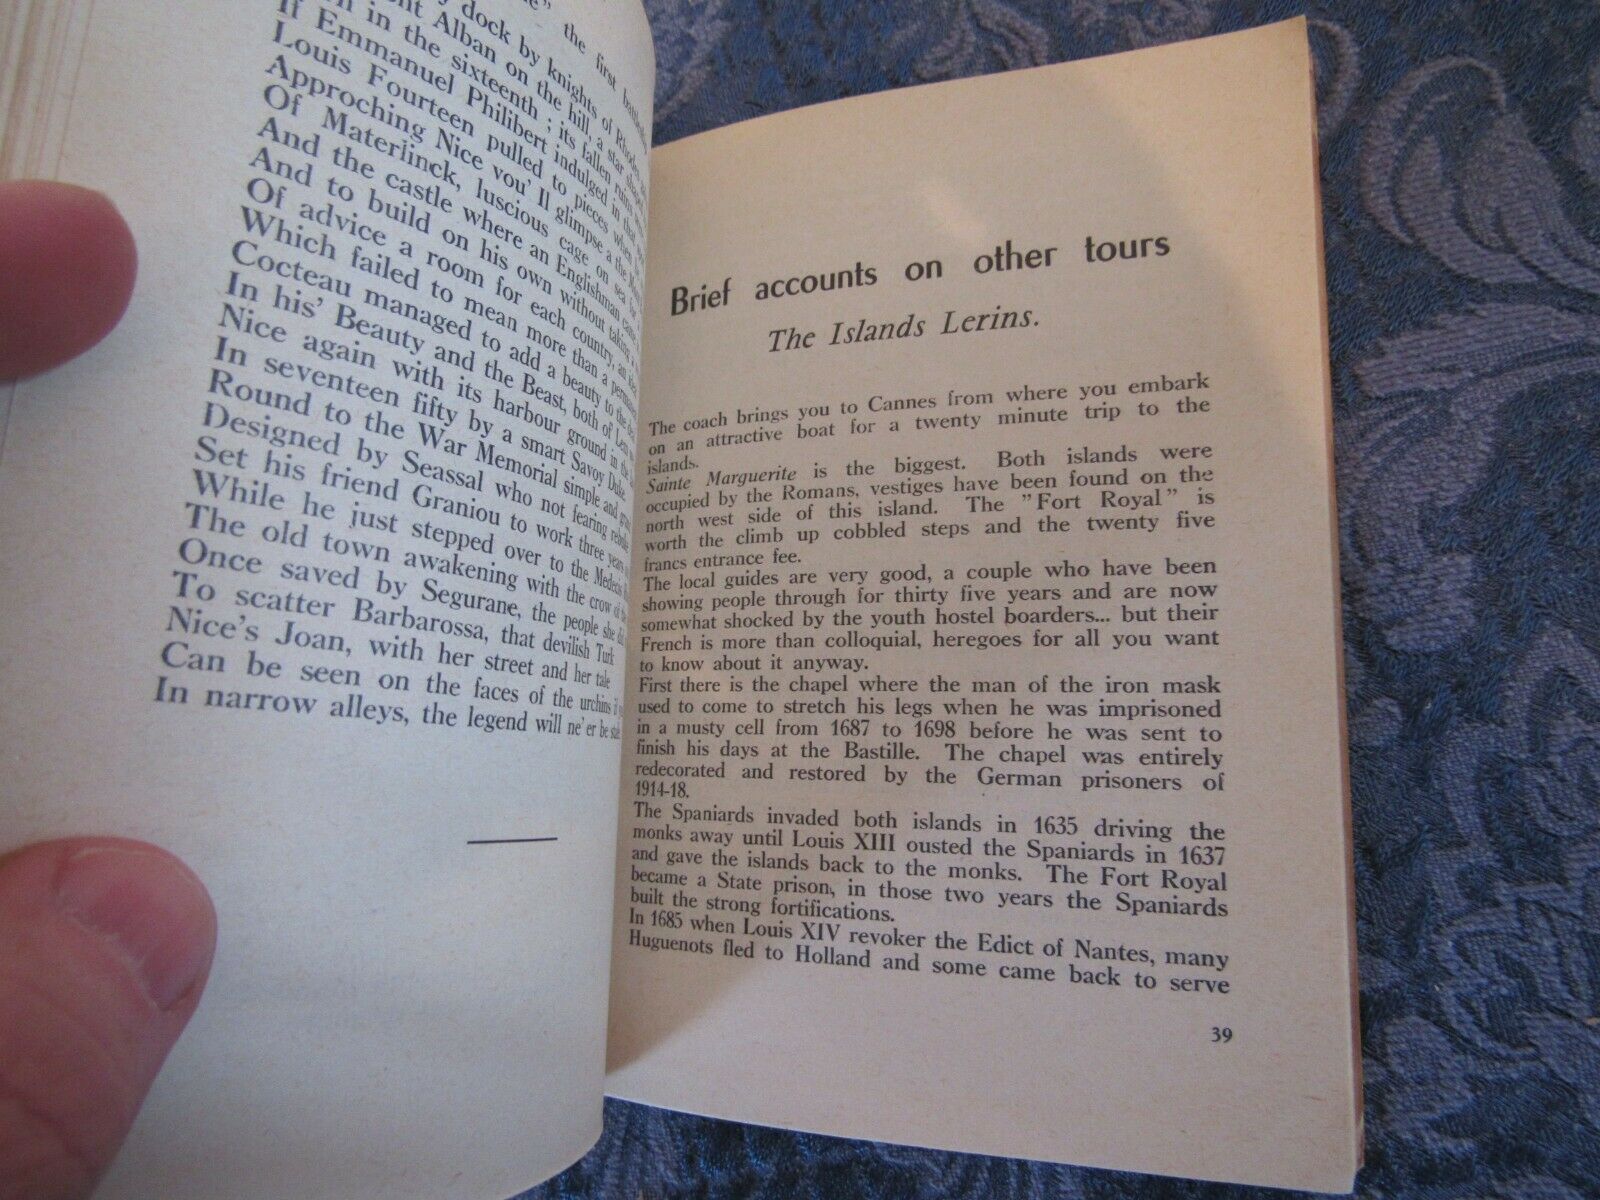 " the first
dock by knights of Rhodes,
Alban on the hill, a star
in the sixteenth ; its fallen ruins
If Emmanuel Philibert indulged in that
Louis Fourteen pulled to pieces when
Approching Nice you' ll glimpse a the
Of Materlinck, luscious cage on sea for
And the castle where an Englishman came
And to build on his own without taking a
Of advice a room for each country, an
Which failed to mean more than a permanent
Cocteau managed to add a beauty to the
In his' Beauty and the Beast, both of
Nice again with its harbour ground in the
In seventeen fifty by a smart Savoy Duke.
Round to the War Memorial simple and
Designed by Seassal who not fearing
Set his friend Graniou to work three years
While he just stepped over to the
The old town awakening with the crow of the
Once saved by Segurane, the people she
To scatter Barbarossa, that devilish Turk
Nice's Joan, with her street and her tale
Can be seen on the faces of the urchins
In narrow alleys, the legend will ne' er be
Brief accounts on other tours
The Islands Lerins.
The coach brings you to Cannes from where you embark
on an attractive boat for a twenty minute trip to the
islands.
Sainte Marguerite is the biggest. Both islands were
occupied by the Romans, vestiges have been found on the
north west side of this island. The "Fort Royal" is
worth the climb up cobbled steps and the twenty five
francs entrance fee.
The local guides are very good, a couple who have been
showing people through for thirty five years and are now
somewhat shocked by the youth hostel boarders... but their
French is more than colloquial, heregoes for all you want
to know about it anyway.
First there is the chapel where the man of the iron mask
used to come to stretch his legs when he was imprisoned
in a musty cell from 1687 to 1698 before he was sent to
finish his days at the Bastille. The chapel was entirely
redecorated and restored by the German prisoners of
1914-18.
The Spaniards invaded both islands in 1635 driving the
monks away until Louis XIII ousted the Spaniards in 1637
and gave the islands back to the monks. The Fort Royal
became a State prison, in those two years the Spaniards
built the strong fortifications.
In 1685 when Louis XIV revoker the Edict of Nantes, many
Huguenots fled to Holland and some came back to serve
39